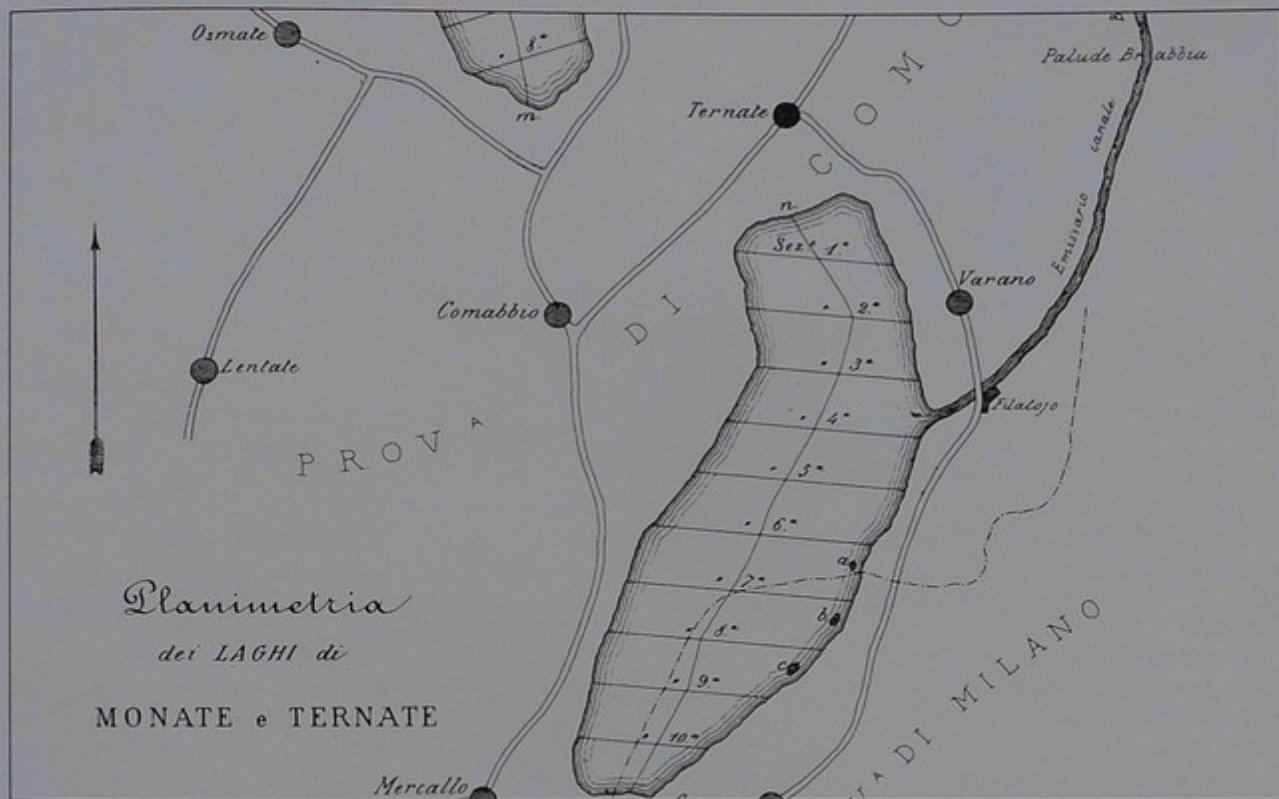 Osmate
8.ª
m
Ternate
Palude Brabbia
canale
Emissario
DI COMO
n
Sez. 1.ª
2.ª
Varano
Comabbio
3.ª
Lentate
4.ª
Filatojo
PROV.ᴬ
5.ª
6.ª
a
7.ª
b
Planimetria
8.ª
dei LAGHI di
c
9.ª
MONATE e TERNATE
DI MILANO
10.ª
Mercallo